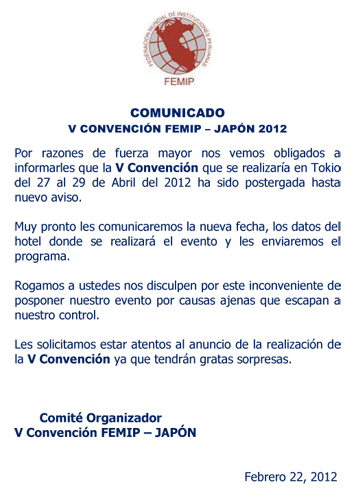 FEDERACIÓN MUNDIAL DE INSTITUCIONES PERUANAS
FEMIP
COMUNICADO
V CONVENCIÓN FEMIP – JAPÓN 2012
Por razones de fuerza mayor nos vemos obligados a
informarles que la V Convención que se realizaría en Tokio
del 27 al 29 de Abril del 2012 ha sido postergada hasta
nuevo aviso.
Muy pronto les comunicaremos la nueva fecha, los datos del
hotel donde se realizará el evento y les enviaremos el
programa.
Rogamos a ustedes nos disculpen por este inconveniente de
posponer nuestro evento por causas ajenas que escapan a
nuestro control.
Les solicitamos estar atentos al anuncio de la realización de
la V Convención ya que tendrán gratas sorpresas.
Comité Organizador
V Convención FEMIP – JAPÓN
Febrero 22, 2012